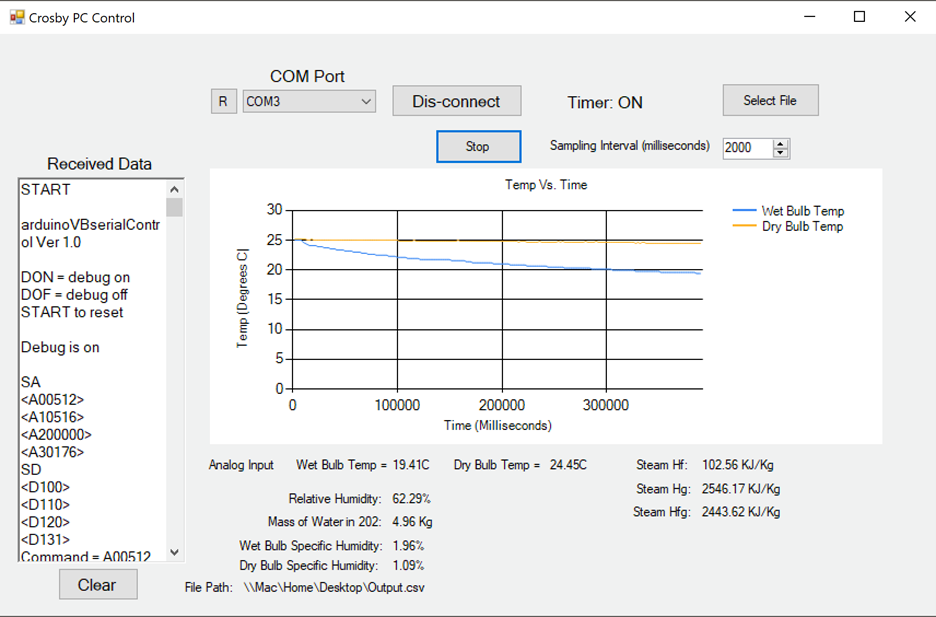 Crosby PC Control
COM Port
R COM3 Dis-connect Timer: ON Select File
Stop Sampling Interval (milliseconds) 2000
Received Data
START
arduinoVBserialContr
ol Ver 1.0
DON = debug on
DOF = debug off
START to reset
Debug is on
SA
<A00512>
<A10516>
<A200000>
<A30176>
SD
<D100>
<D110>
<D120>
<D131>
Command = A00512
Clear
Temp Vs. Time
Wet Bulb Temp
Dry Bulb Temp
Temp (Degrees C)
30
25
20
15
10
5
0
0 100000 200000 300000
Time (Milliseconds)
Analog Input Wet Bulb Temp = 19.41C Dry Bulb Temp = 24.45C Steam Hf: 102.56 KJ/Kg
Steam Hg: 2546.17 KJ/Kg
Relative Humidity: 62.29%
Steam Hfg: 2443.62 KJ/Kg
Mass of Water in 202: 4.96 Kg
Wet Bulb Specific Humidity: 1.96%
Dry Bulb Specific Humidity: 1.09%
File Path: \\Mac\Home\Desktop\Output.csv